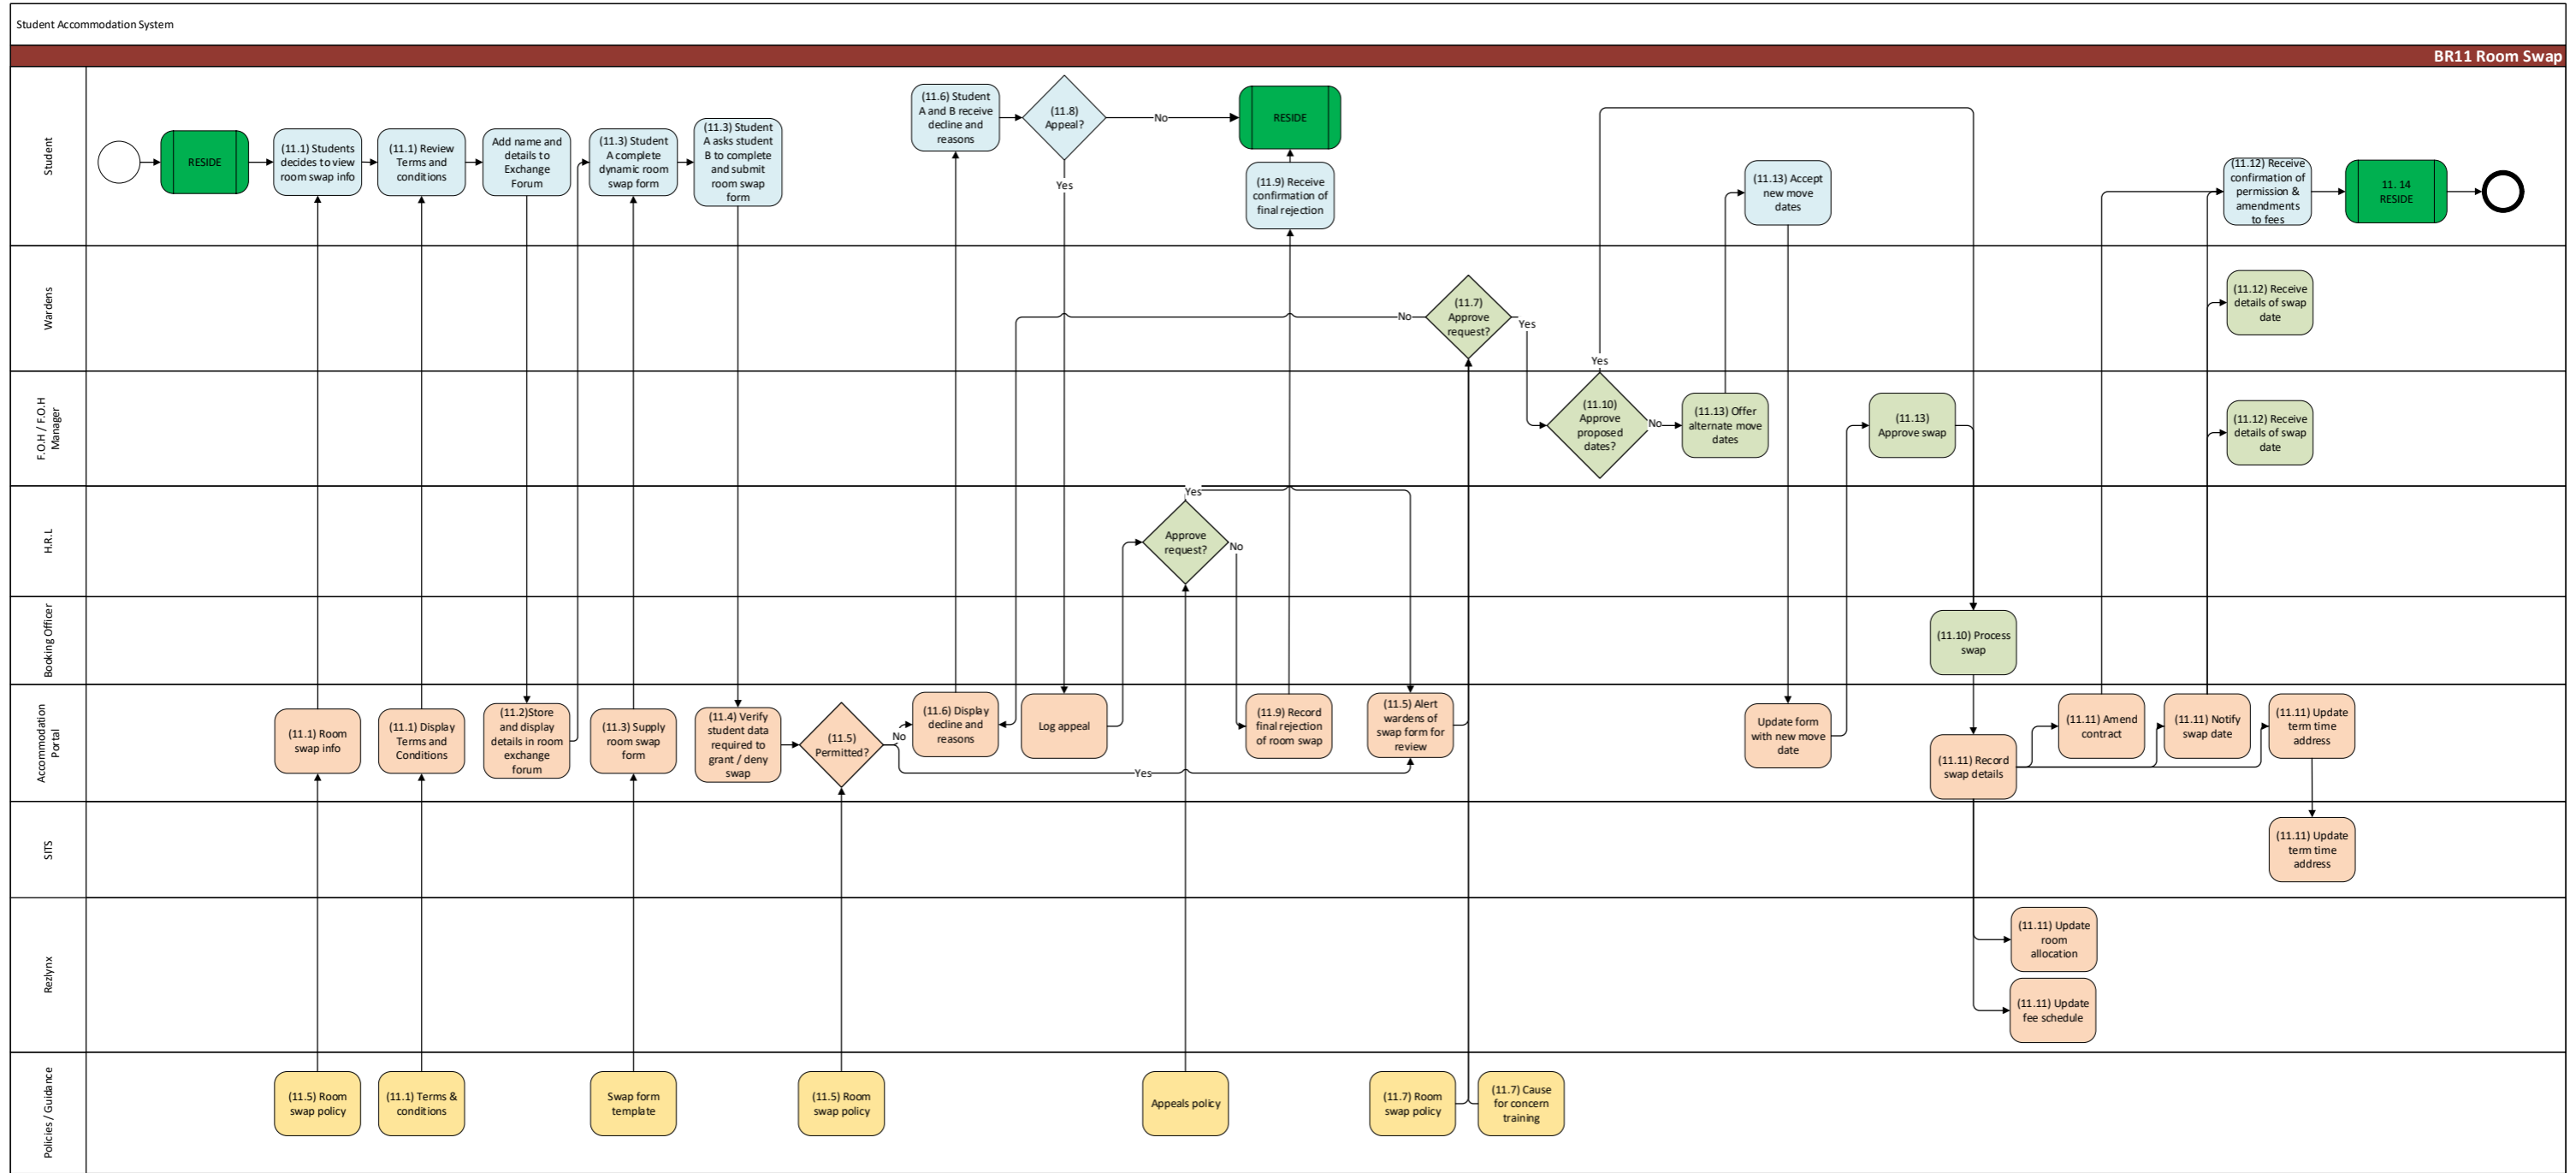 Student Accommodation System
BR11 Room Swap
Student
RESIDE
(11.1) Students
decides to view
room swap info
(11.1) Review
Terms and
conditions
Add name and
details to
Exchange
Forum
(11.3) Student
A complete
dynamic room
swap form
(11.3) Student
A asks student
B to complete
and submit
room swap
form
(11.6) Student
A and B receive
decline and
reasons
(11.8)
Appeal?
No
Yes
RESIDE
(11.9) Receive
confirmation of
final rejection
(11.13) Accept
new move
dates
(11.12) Receive
confirmation of
permission &
amendments
to fees
11. 14
RESIDE
Wardens
No
(11.7)
Approve
request?
Yes
(11.12) Receive
details of swap
date
F.O.H / F.O.H
Manager
Yes
(11.10)
Approve
proposed
dates?
No
(11.13) Offer
alternate move
dates
(11.13)
Approve swap
(11.12) Receive
details of swap
date
H.R.L
Yes
Approve
request?
No
Booking Officer
(11.10) Process
swap
Accommodation
Portal
(11.1) Room
swap info
(11.1) Display
Terms and
Conditions
(11.2)Store
and display
details in room
exchange
forum
(11.3) Supply
room swap
form
(11.4) Verify
student data
required to
grant / deny
swap
(11.5)
Permitted?
No
Yes
(11.6) Display
decline and
reasons
Log appeal
(11.9) Record
final rejection
of room swap
(11.5) Alert
wardens of
swap form for
review
Update form
with new move
date
(11.11) Record
swap details
(11.11) Amend
contract
(11.11) Notify
swap date
(11.11) Update
term time
address
SITS
(11.11) Update
term time
address
Rezlynx
(11.11) Update
room
allocation
(11.11) Update
fee schedule
Policies / Guidance
(11.5) Room
swap policy
(11.1) Terms &
conditions
Swap form
template
(11.5) Room
swap policy
Appeals policy
(11.7) Room
swap policy
(11.7) Cause
for concern
training